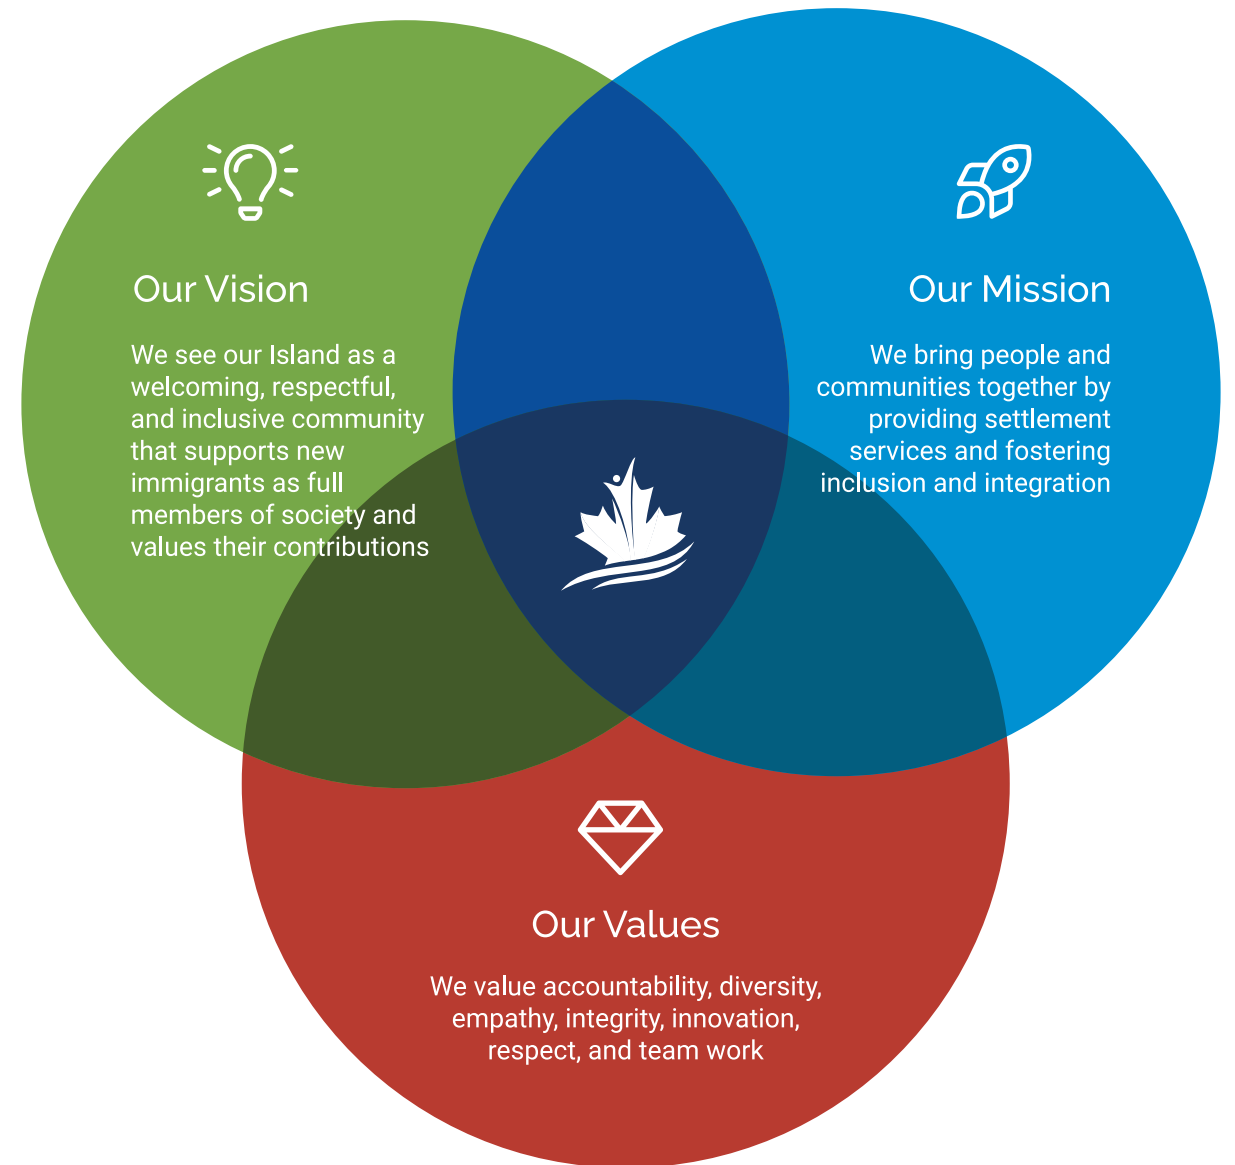 Our Vision
We see our Island as a
welcoming, respectful,
and inclusive community
that supports new
immigrants as full
members of society and
values their contributions
Our Mission
We bring people and
communities together by
providing settlement
services and fostering
inclusion and integration
Our Values
We value accountability, diversity,
empathy, integrity, innovation,
respect, and team work